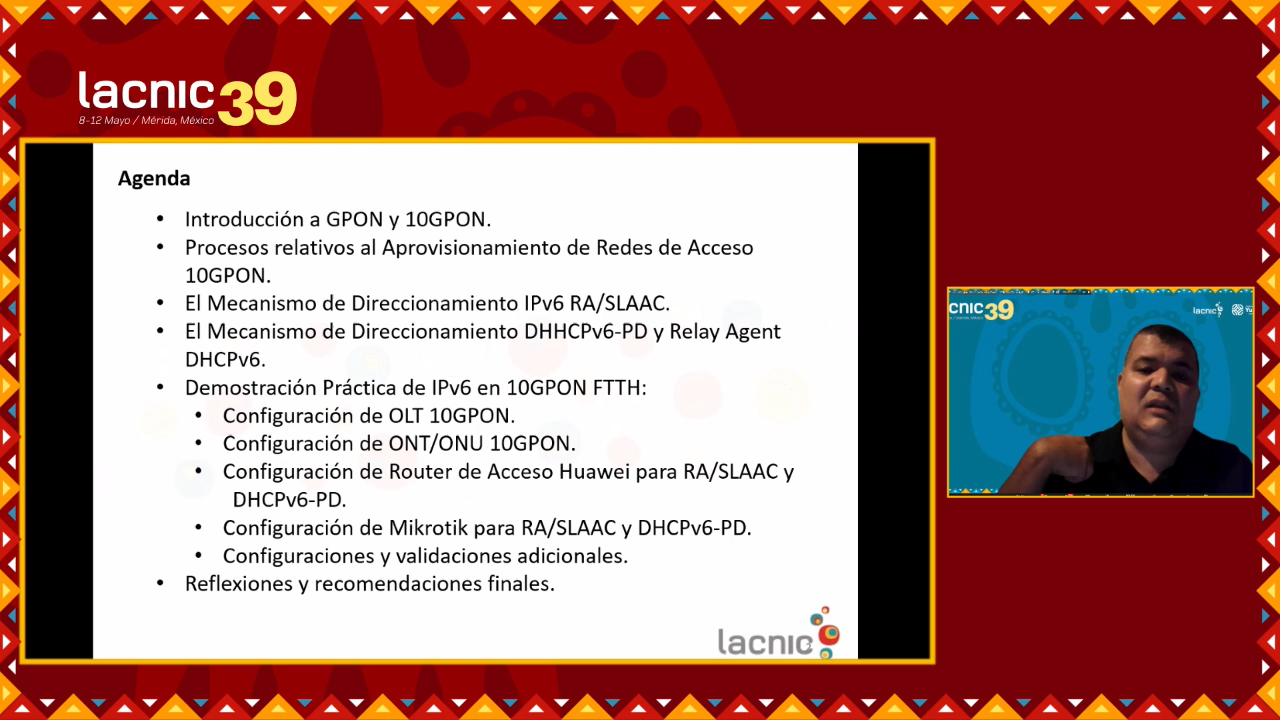 lacnic 39
8-12 Mayo / Mérida, México
Agenda
• Introducción a GPON y 10GPON.
• Procesos relativos al Aprovisionamiento de Redes de Acceso
10GPON.
• El Mecanismo de Direccionamiento IPv6 RA/SLAAC.
• El Mecanismo de Direccionamiento DHHCPv6-PD y Relay Agent
DHCPv6.
• Demostración Práctica de IPv6 en 10GPON FTTH:
• Configuración de OLT 10GPON.
• Configuración de ONT/ONU 10GPON.
• Configuración de Router de Acceso Huawei para RA/SLAAC y
DHCPv6-PD.
• Configuración de Mikrotik para RA/SLAAC y DHCPv6-PD.
• Configuraciones y validaciones adicionales.
• Reflexiones y recomendaciones finales.
lacnic
cnic 39
lacnic